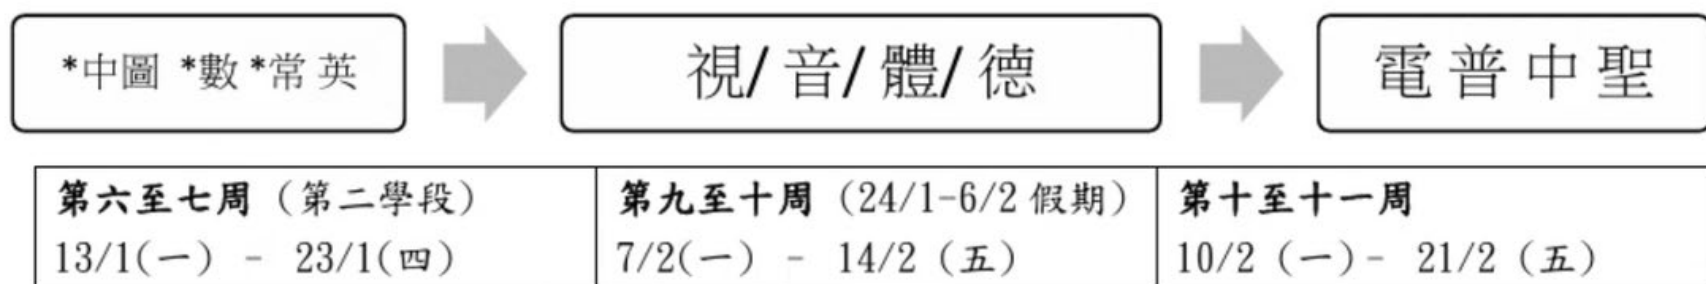 *中圖 *數 *常 英
視/ 音/ 體/ 德
電 普 中 聖
第六至七周（第二學段）
13/1(一) - 23/1(四)
第九至十周（24/1-6/2 假期）
7/2(一) - 14/2（五）
第十至十一周
10/2（一）- 21/2（五）